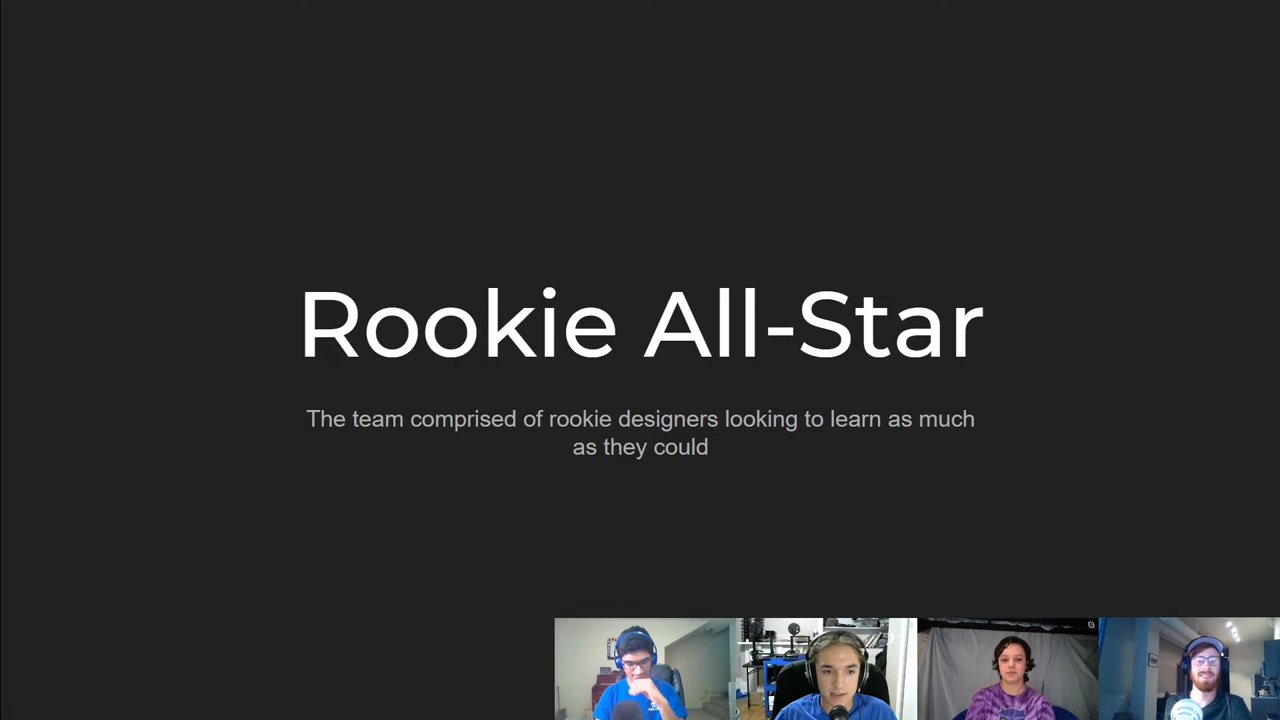 Rookie All-Star
The team comprised of rookie designers looking to learn as much
as they could